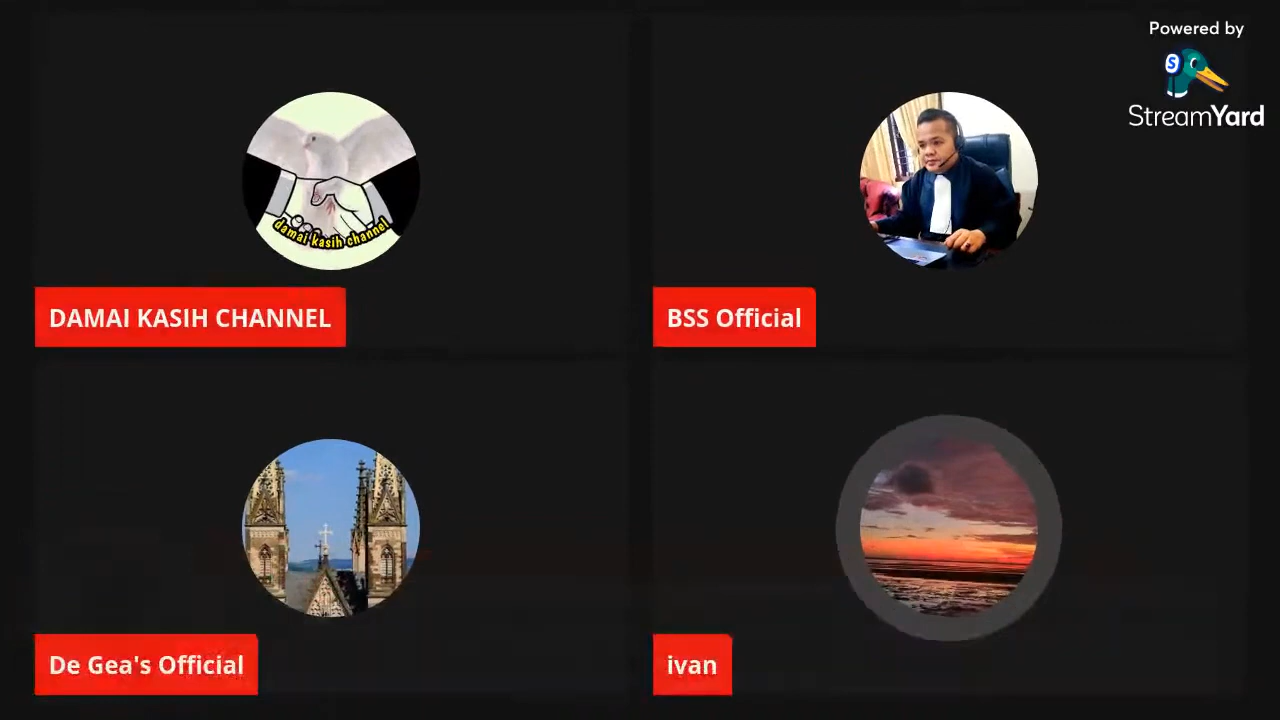 Powered by
S
StreamYard
damai kasih channel
DAMAI KASIH CHANNEL
BSS Official
De Gea's Official
ivan